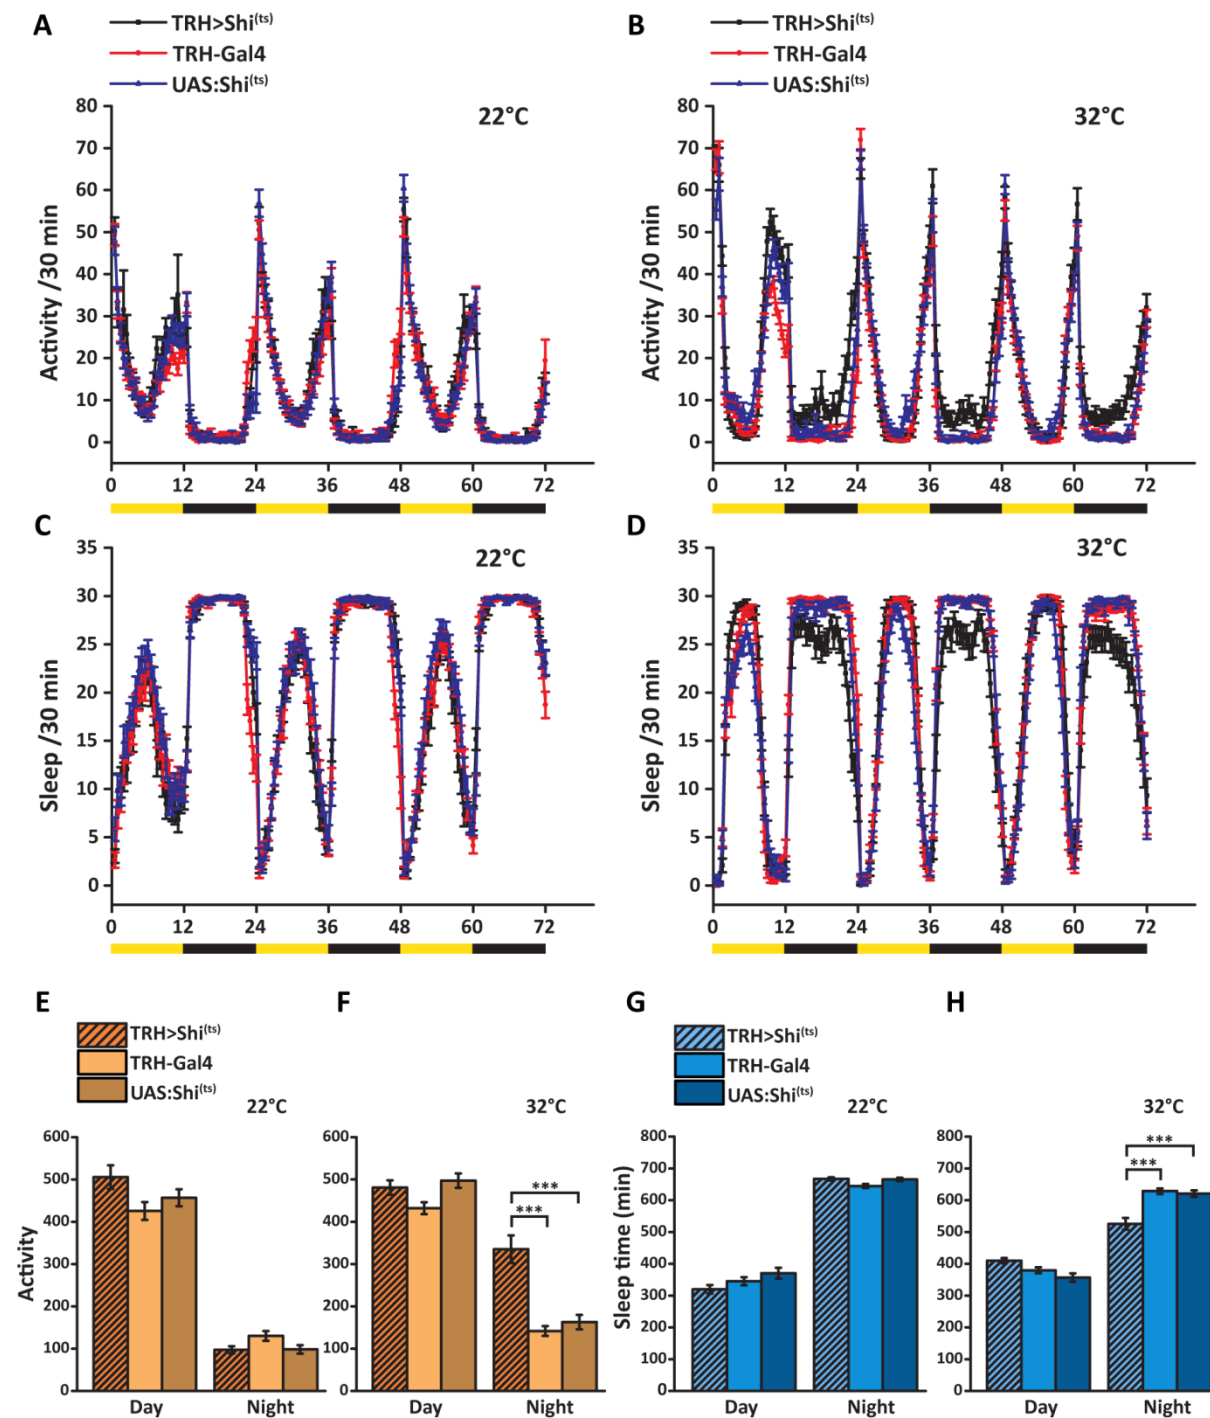 A
TRH>Shi(ts)
TRH-Gal4
UAS:Shi(ts)
22°C
Activity /30 min
80
70
60
50
40
30
20
10
0
0 12 24 36 48 60 72
B
TRH>Shi(ts)
TRH-Gal4
UAS:Shi(ts)
32°C
Activity /30 min
80
70
60
50
40
30
20
10
0
0 12 24 36 48 60 72
C
22°C
Sleep /30 min
35
30
25
20
15
10
5
0
0 12 24 36 48 60 72
D
32°C
Sleep /30 min
35
30
25
20
15
10
5
0
0 12 24 36 48 60 72
E
TRH>Shi(ts)
TRH-Gal4
UAS:Shi(ts)
22°C
Activity
600
500
400
300
200
100
0
Day Night
F
32°C
600
500
400
300
200
100
0
***
***
Day Night
G
TRH>Shi(ts)
TRH-Gal4
UAS:Shi(ts)
22°C
Sleep time (min)
800
700
600
500
400
300
200
100
0
Day Night
H
32°C
800
700
600
500
400
300
200
100
0
***
***
Day Night